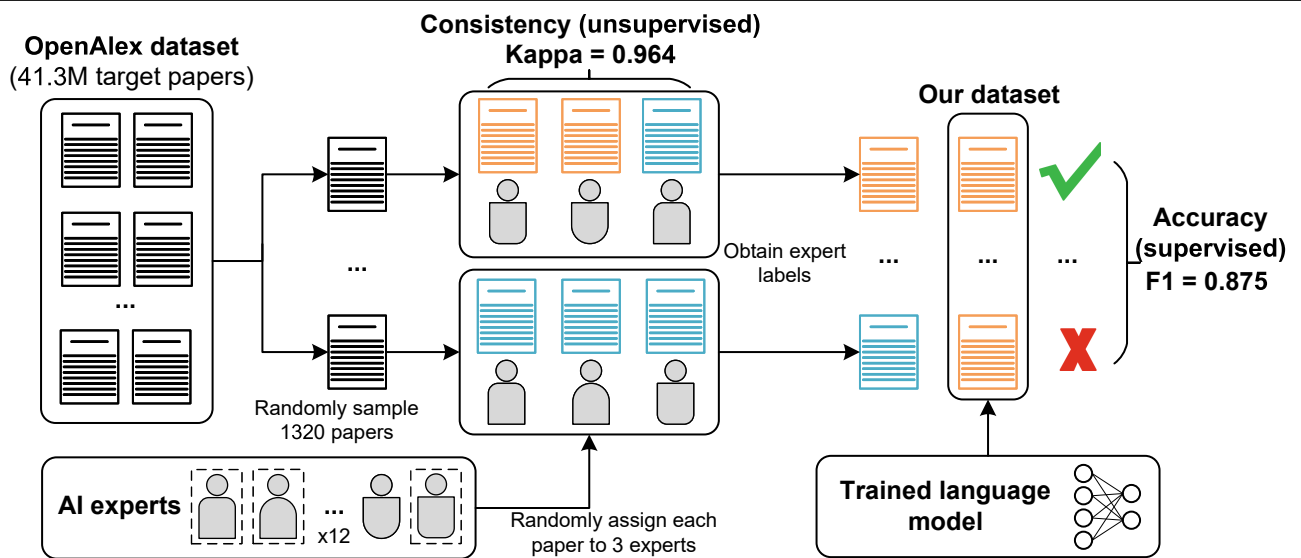 OpenAlex dataset
(41.3M target papers)
...
Randomly sample
1320 papers
...
Consistency (unsupervised)
Kappa = 0.964
Obtain expert
labels
Our dataset
...
...
...
Accuracy
(supervised)
F1 = 0.875
AI experts
...
x12
Randomly assign each
paper to 3 experts
Trained language
model